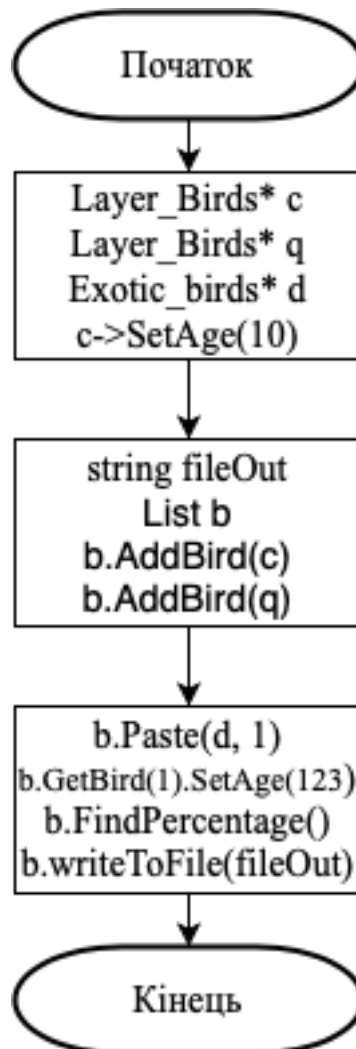 Початок
Layer_Birds* c
Layer_Birds* q
Exotic_birds* d
c->SetAge(10)
string fileOut
List b
b.AddBird(c)
b.AddBird(q)
b.Paste(d, 1)
b.GetBird(1).SetAge(123)
b.FindPercentage()
b.writeToFile(fileOut)
Кінець